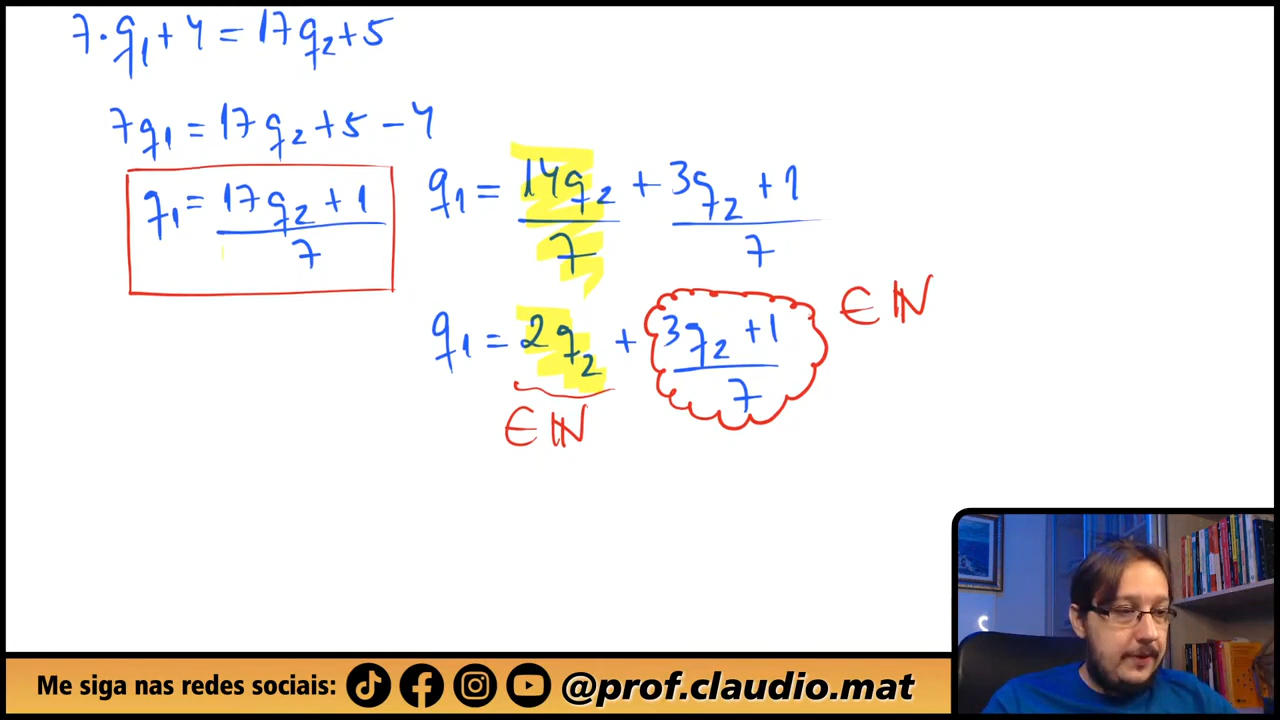 7·q₁+4 = 17q₂+5
7q₁ = 17q₂+5-4
q₁ = 17q₂+1/7
q₁ = 14q₂/7 + 3q₂+1/7
q₁ = 2q₂ + 3q₂+1/7
∈ ℕ
∈ ℕ
Me siga nas redes sociais: @prof.claudio.mat